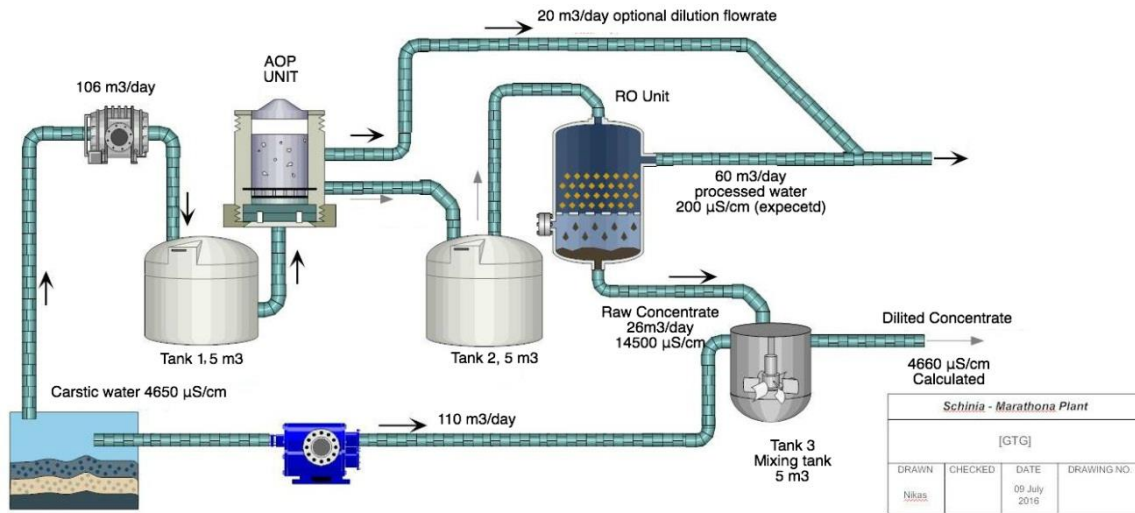 20 m3/day optional dilution flowrate
AOP
UNIT
106 m3/day
RO Unit
60 m3/day
processed water
200 µS/cm (expecetd)
Tank 1, 5 m3
Tank 2, 5 m3
Raw Concentrate
26m3/day
14500 µS/cm
Dilited Concentrate
4660 µS/cm
Calculated
Carstic water 4650 µS/cm
110 m3/day
Tank 3
Mixing tank
5 m3
Schinia - Marathona Plant
[GTG]
DRAWN CHECKED DATE DRAWING NO.
Nikas 09 July
2016